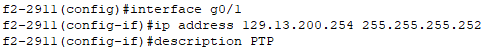 f2-2911(config)#interface g0/1
f2-2911(config-if)#ip address 129.13.200.254 255.255.255.252
f2-2911(config-if)#description PTP